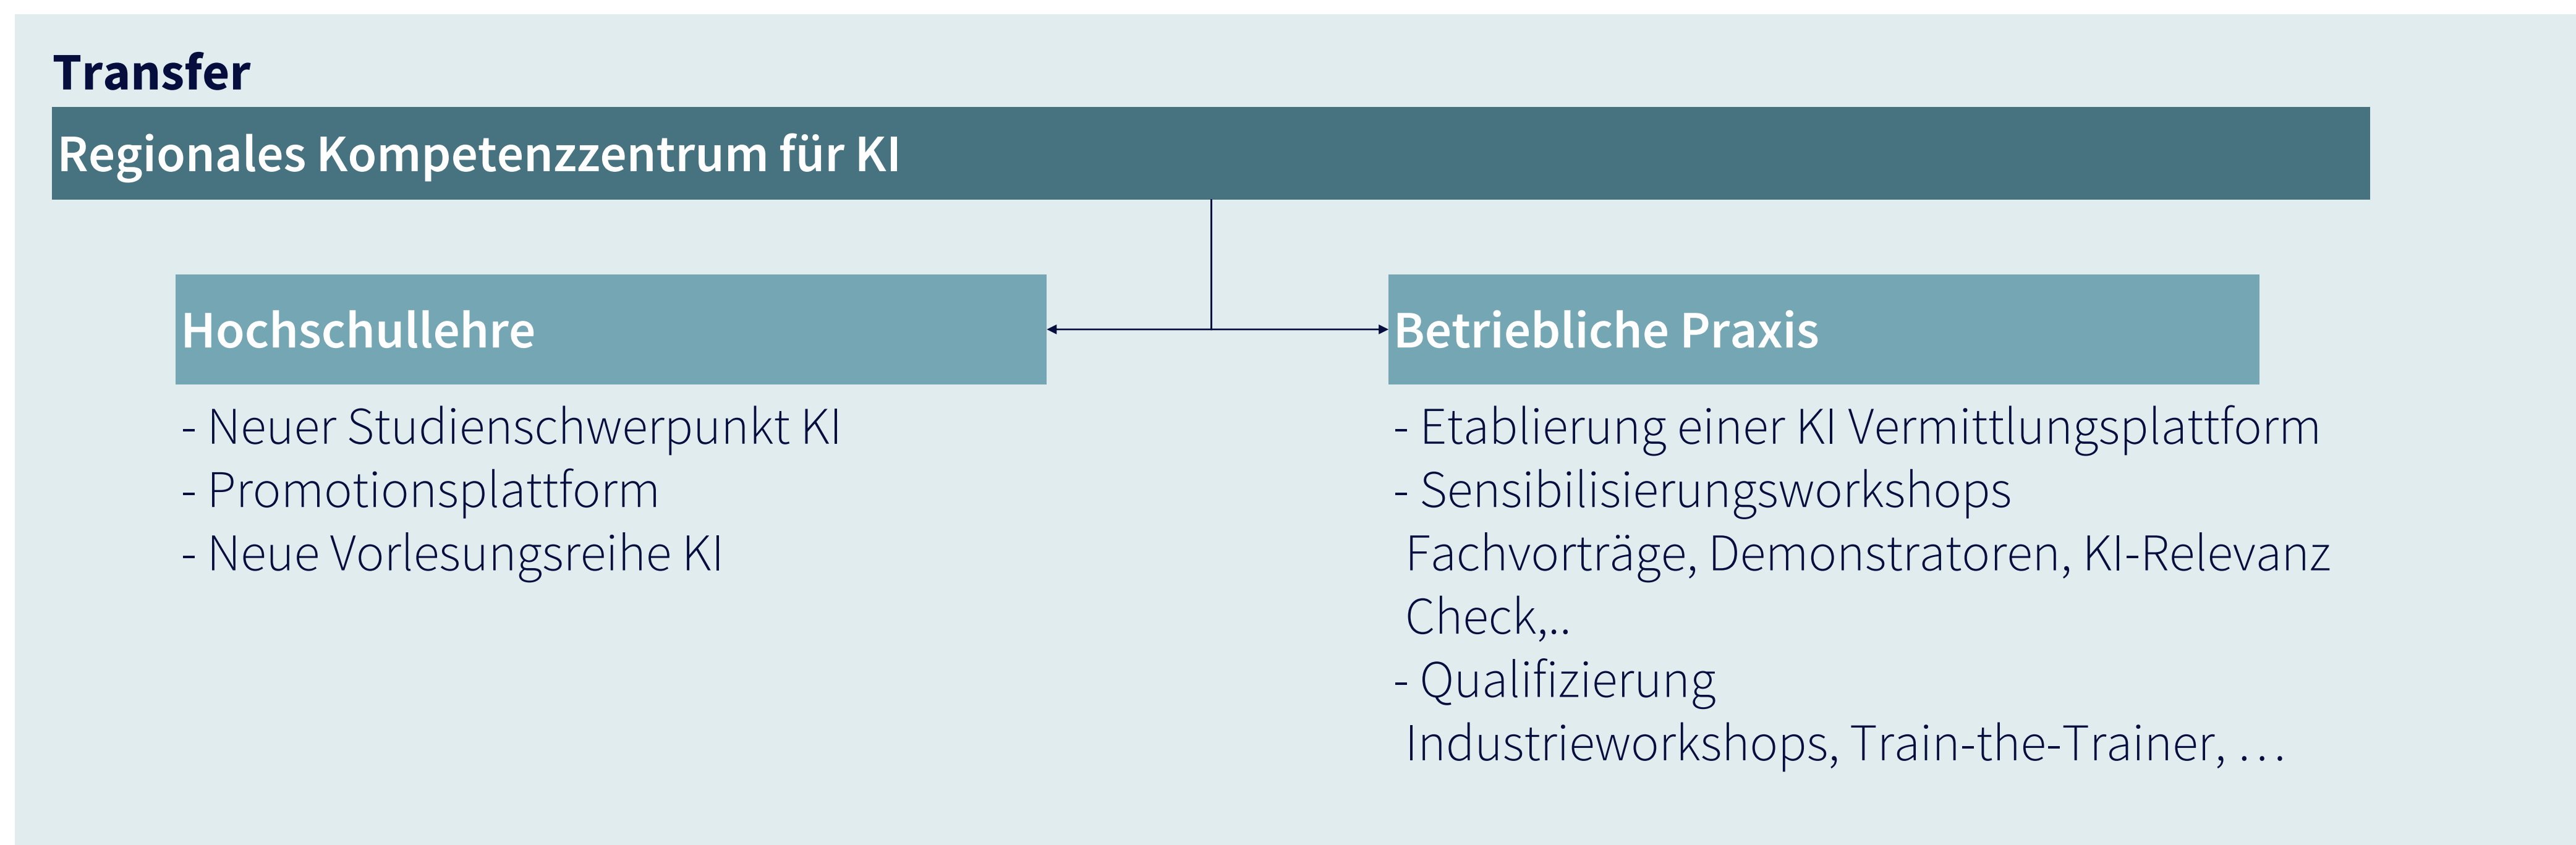 Transfer
Regionales Kompetenzzentrum für KI
Hochschullehre
- Neuer Studienschwerpunkt KI
- Promotionsplattform
- Neue Vorlesungsreihe KI
Betriebliche Praxis
- Etablierung einer KI Vermittlungsplattform
- Sensibilisierungsworkshops
Fachvorträge, Demonstratoren, KI-Relevanz
Check,..
- Qualifizierung
Industrieworkshops, Train-the-Trainer, …